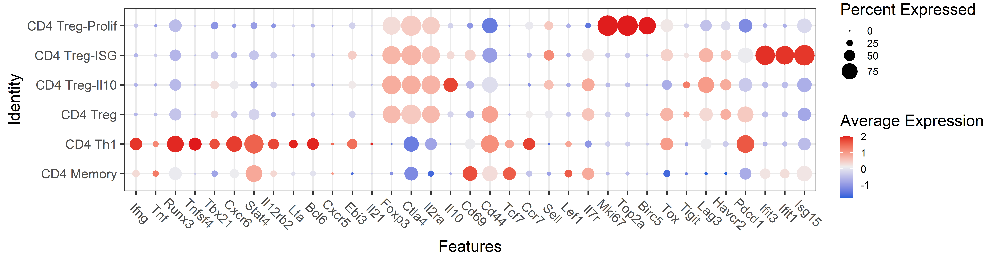 CD4 Treg-Prolif
CD4 Treg-ISG
CD4 Treg-Il10
CD4 Treg
CD4 Th1
CD4 Memory
Identity
Ifng
Tnf
Runx3
Tnfsf4
Tbx21
Cxcr6
Stat4
Il12rb2
Lta
Bcl6
Cxcr5
Ebi3
Il21
Foxp3
Ctla4
Il2ra
Il10
Cd69
Cd44
Tcf7
Ccr7
Sell
Lef1
Il7r
Mki67
Top2a
Birc5
Tox
Tigit
Lag3
Havcr2
Pdcd1
Ifit3
Ifit1
Isg15
Features
Percent Expressed
0
25
50
75
Average Expression
2
1
0
-1